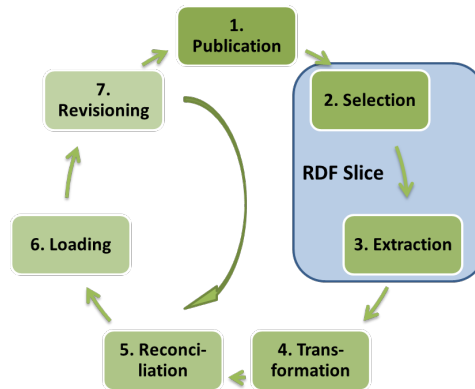 1.
Publication
2. Selection
RDF Slice
3. Extraction
4. Trans-
formation
5. Reconci-
liation
6. Loading
7.
Revisioning